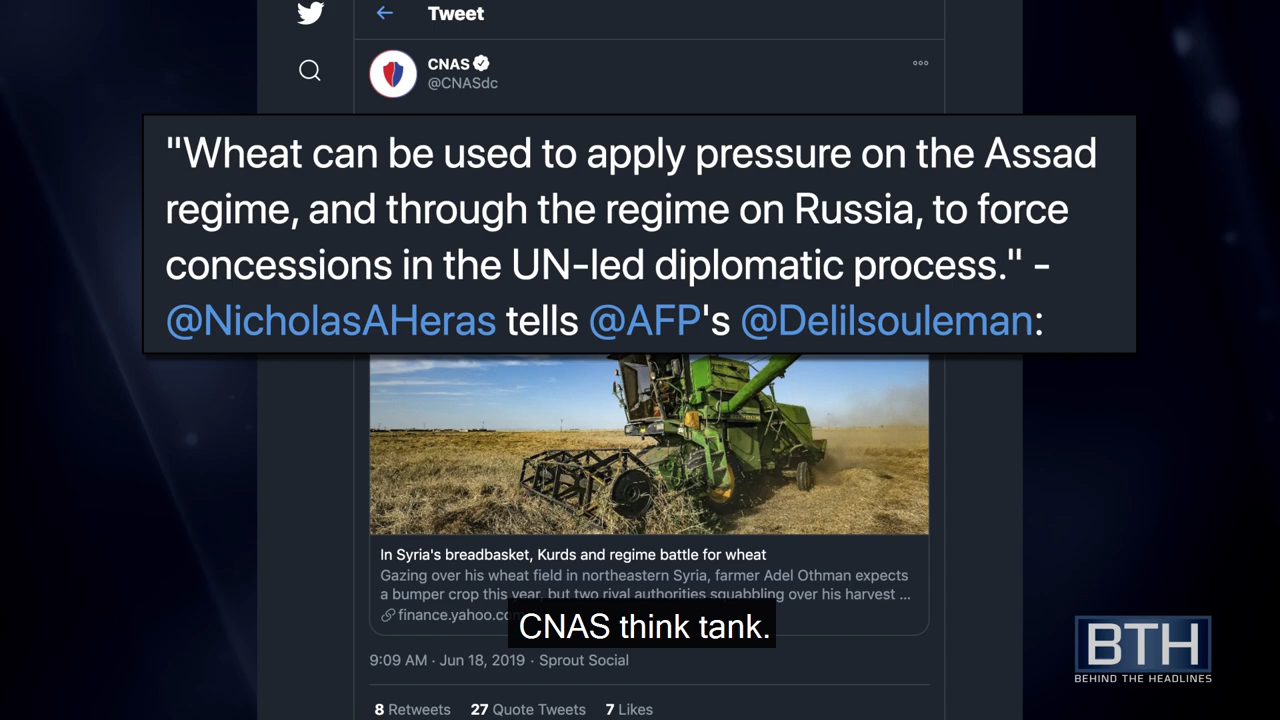 Tweet
CNAS
@CNASdc
"Wheat can be used to apply pressure on the Assad
regime, and through the regime on Russia, to force
concessions in the UN-led diplomatic process." -
@NicholasAHeras tells @AFP's @Delilsouleman:
In Syria's breadbasket, Kurds and regime battle for wheat
Gazing over his wheat field in northeastern Syria, farmer Adel Othman expects
a bumper crop this year, but two rival authorities squabbling over his harvest ...
finance.yahoo.co
CNAS think tank.
9:09 AM · Jun 18, 2019 · Sprout Social
8 Retweets 27 Quote Tweets 7 Likes
BTH
BEHIND THE HEADLINES